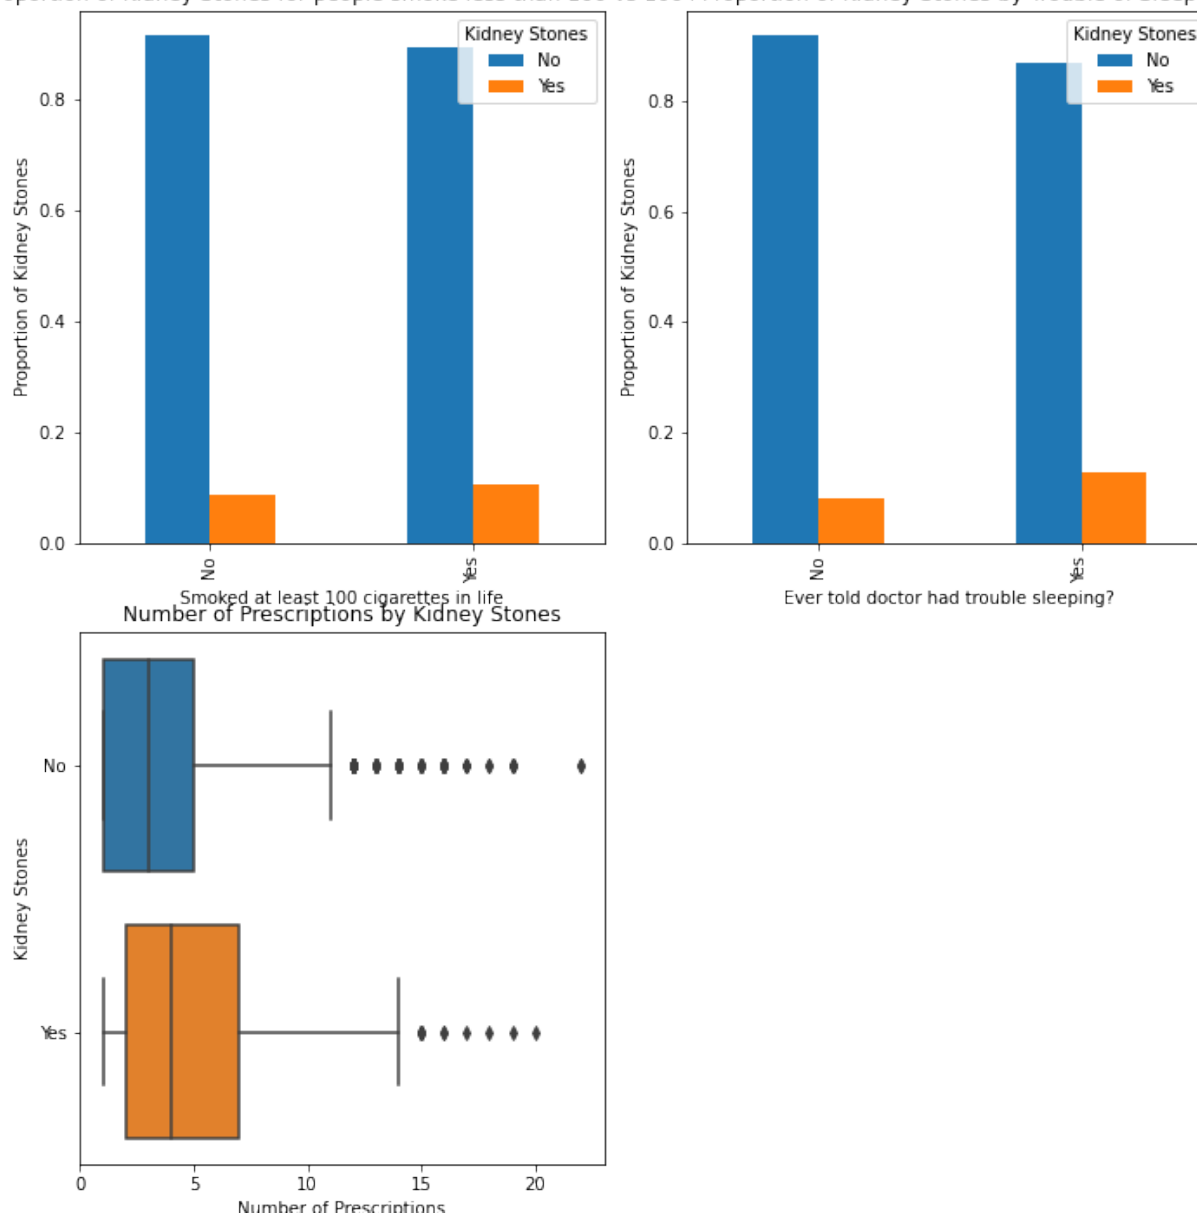 Kidney Stones
No
Yes
0.8
0.6
0.4
0.2
0.0
Proportion of Kidney Stones
No
Yes
Smoked at least 100 cigarettes in life
Kidney Stones
No
Yes
0.8
0.6
0.4
0.2
0.0
Proportion of Kidney Stones
No
Yes
Ever told doctor had trouble sleeping?
Number of Prescriptions by Kidney Stones
No
Yes
Kidney Stones
0
5
10
15
20
Number of Prescriptions